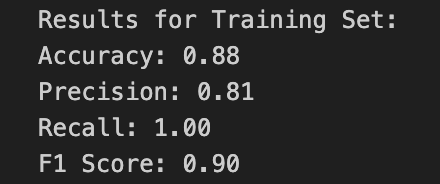 Results for Training Set:
Accuracy: 0.88
Precision: 0.81
Recall: 1.00
F1 Score: 0.90